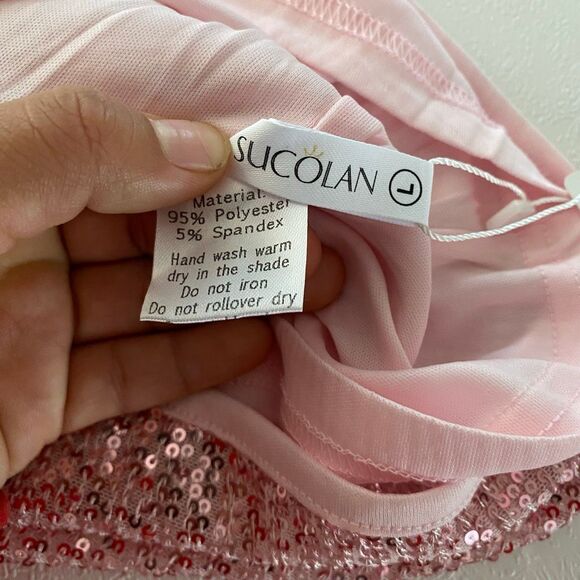 SUCOLAN L
Material:
95% Polyester
5% Spandex
Hand wash warm
dry in the shade
Do not iron
Do not rollover dry